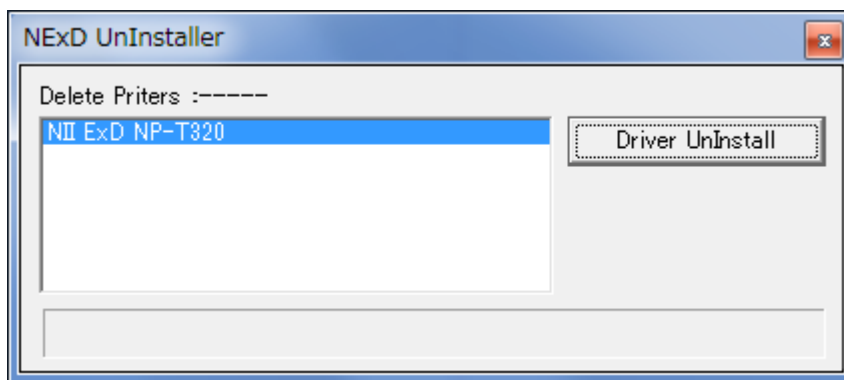 NExD UnInstaller
Delete Priters :-----
NⅡ ExD NP-T320
Driver UnInstall